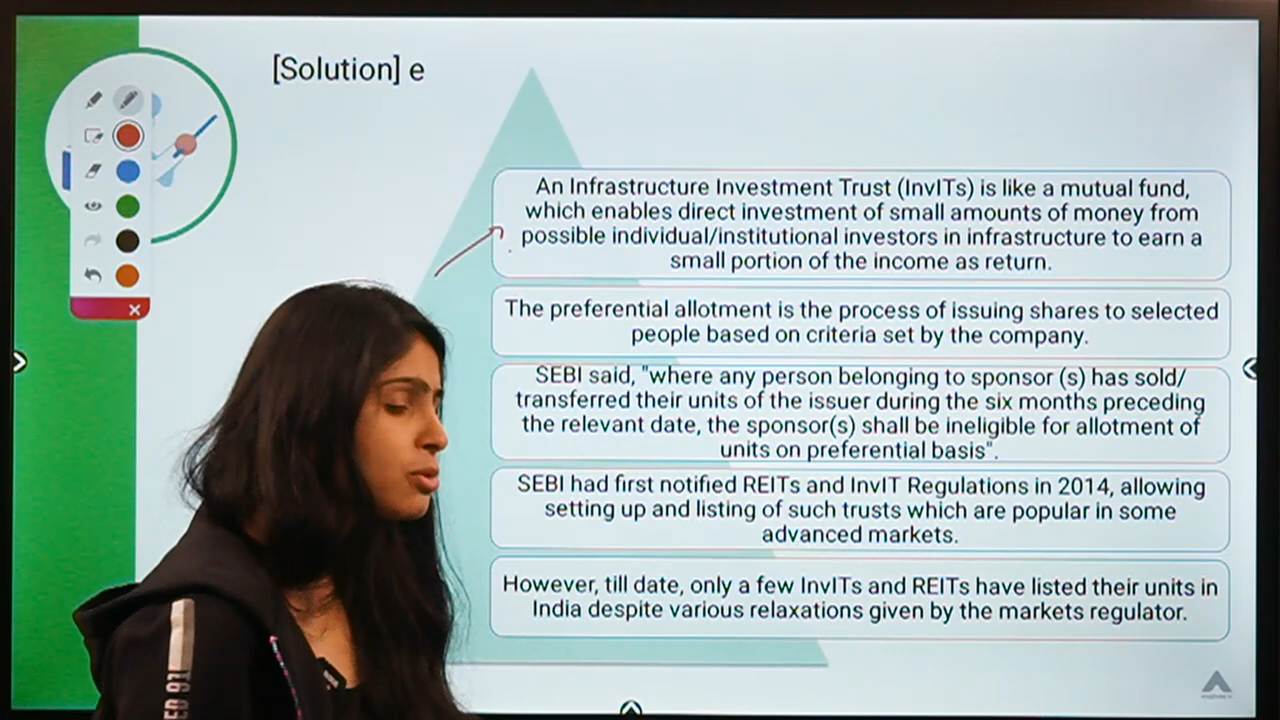 [Solution] e
An Infrastructure Investment Trust (InvITs) is like a mutual fund,
which enables direct investment of small amounts of money from
possible individual/institutional investors in infrastructure to earn a
small portion of the income as return.
The preferential allotment is the process of issuing shares to selected
people based on criteria set by the company.
SEBI said, "where any person belonging to sponsor (s) has sold/
transferred their units of the issuer during the six months preceding
the relevant date, the sponsor(s) shall be ineligible for allotment of
units on preferential basis".
SEBI had first notified REITs and InvIT Regulations in 2014, allowing
setting up and listing of such trusts which are popular in some
advanced markets.
However, till date, only a few InvITs and REITs have listed their units in
India despite various relaxations given by the markets regulator.
ED 91